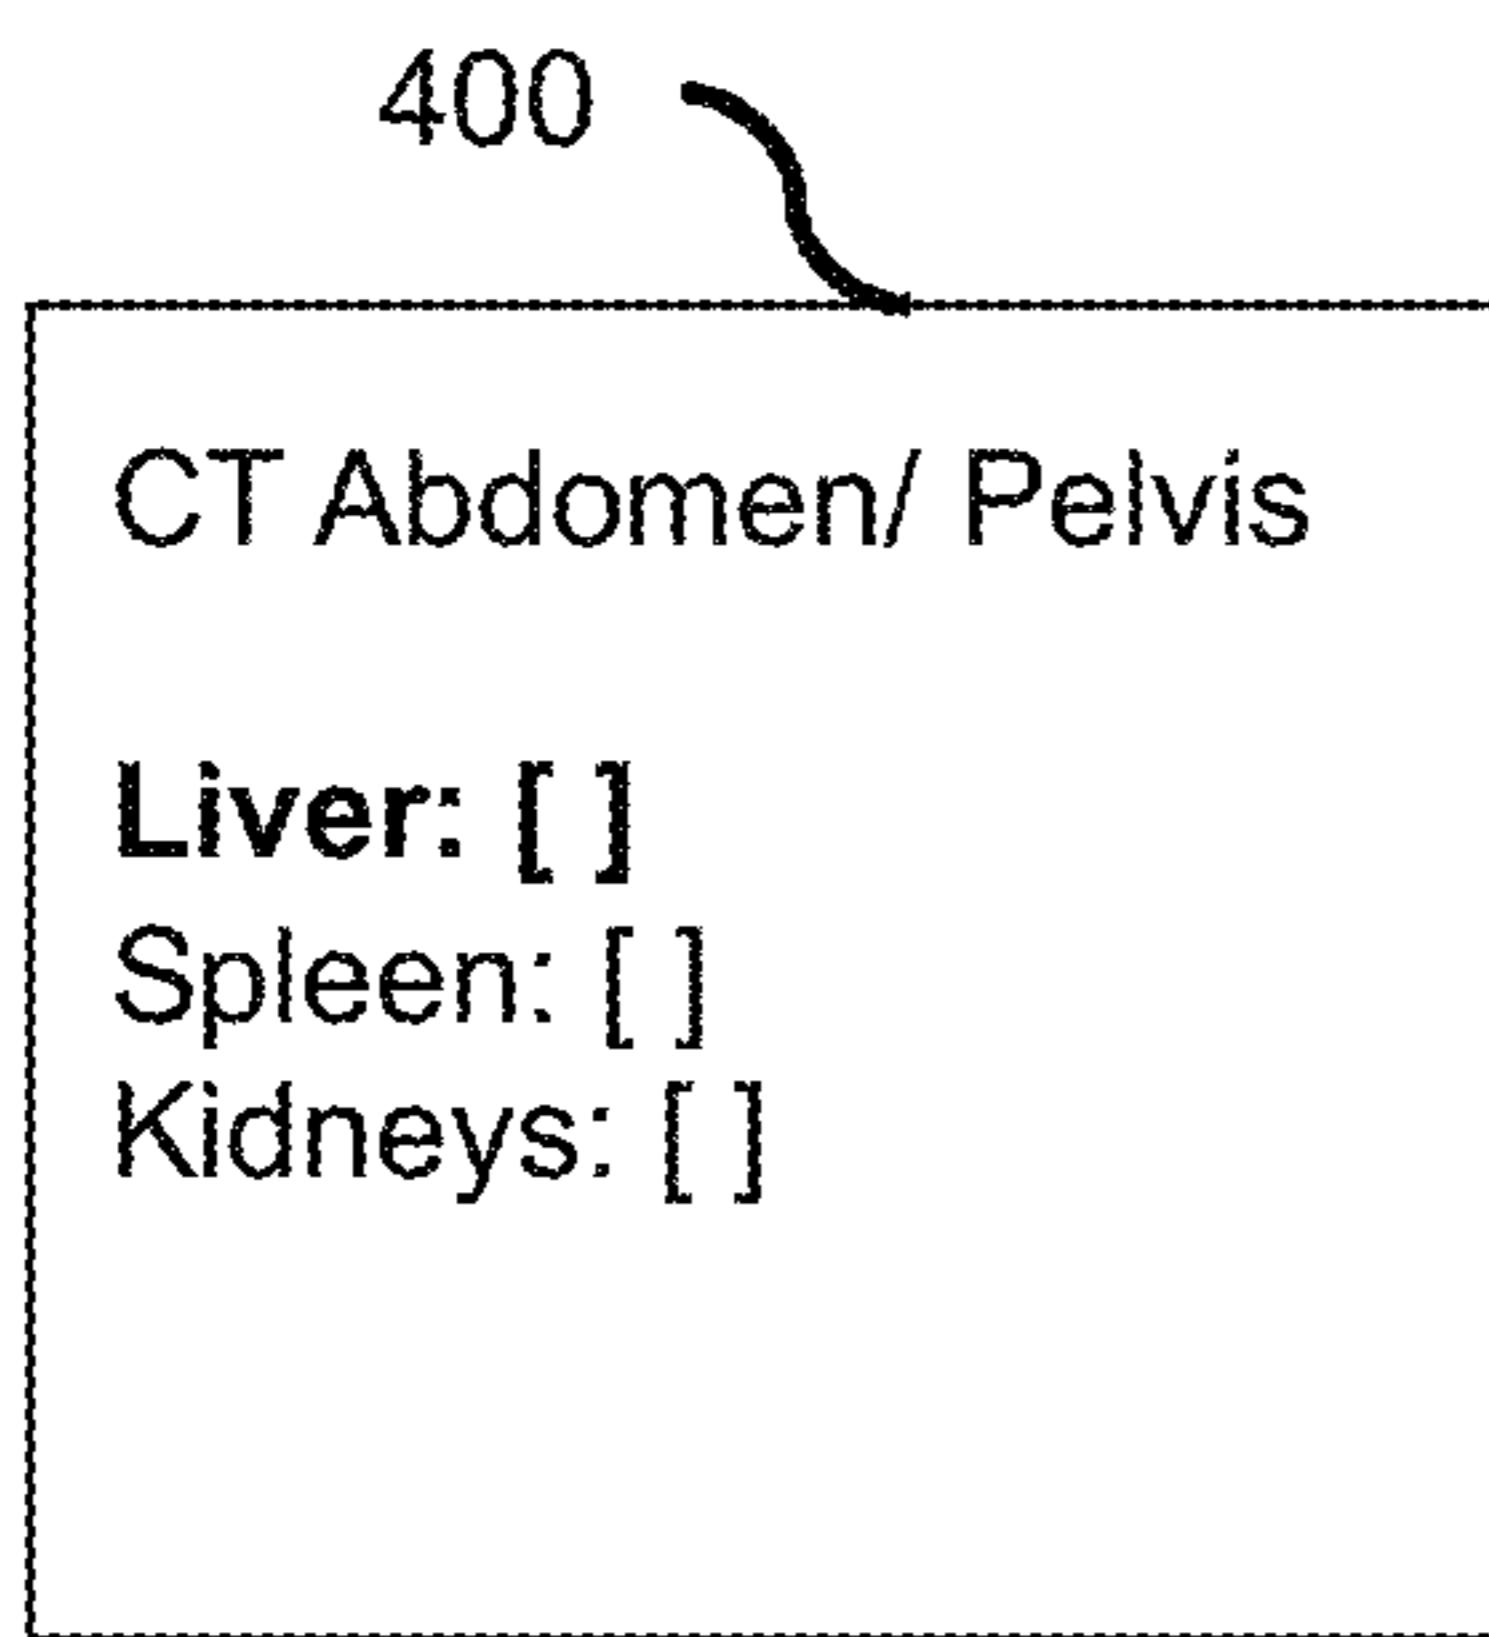 400
CT Abdomen/ Pelvis
Liver: [ ]
Spleen: [ ]
Kidneys: [ ]